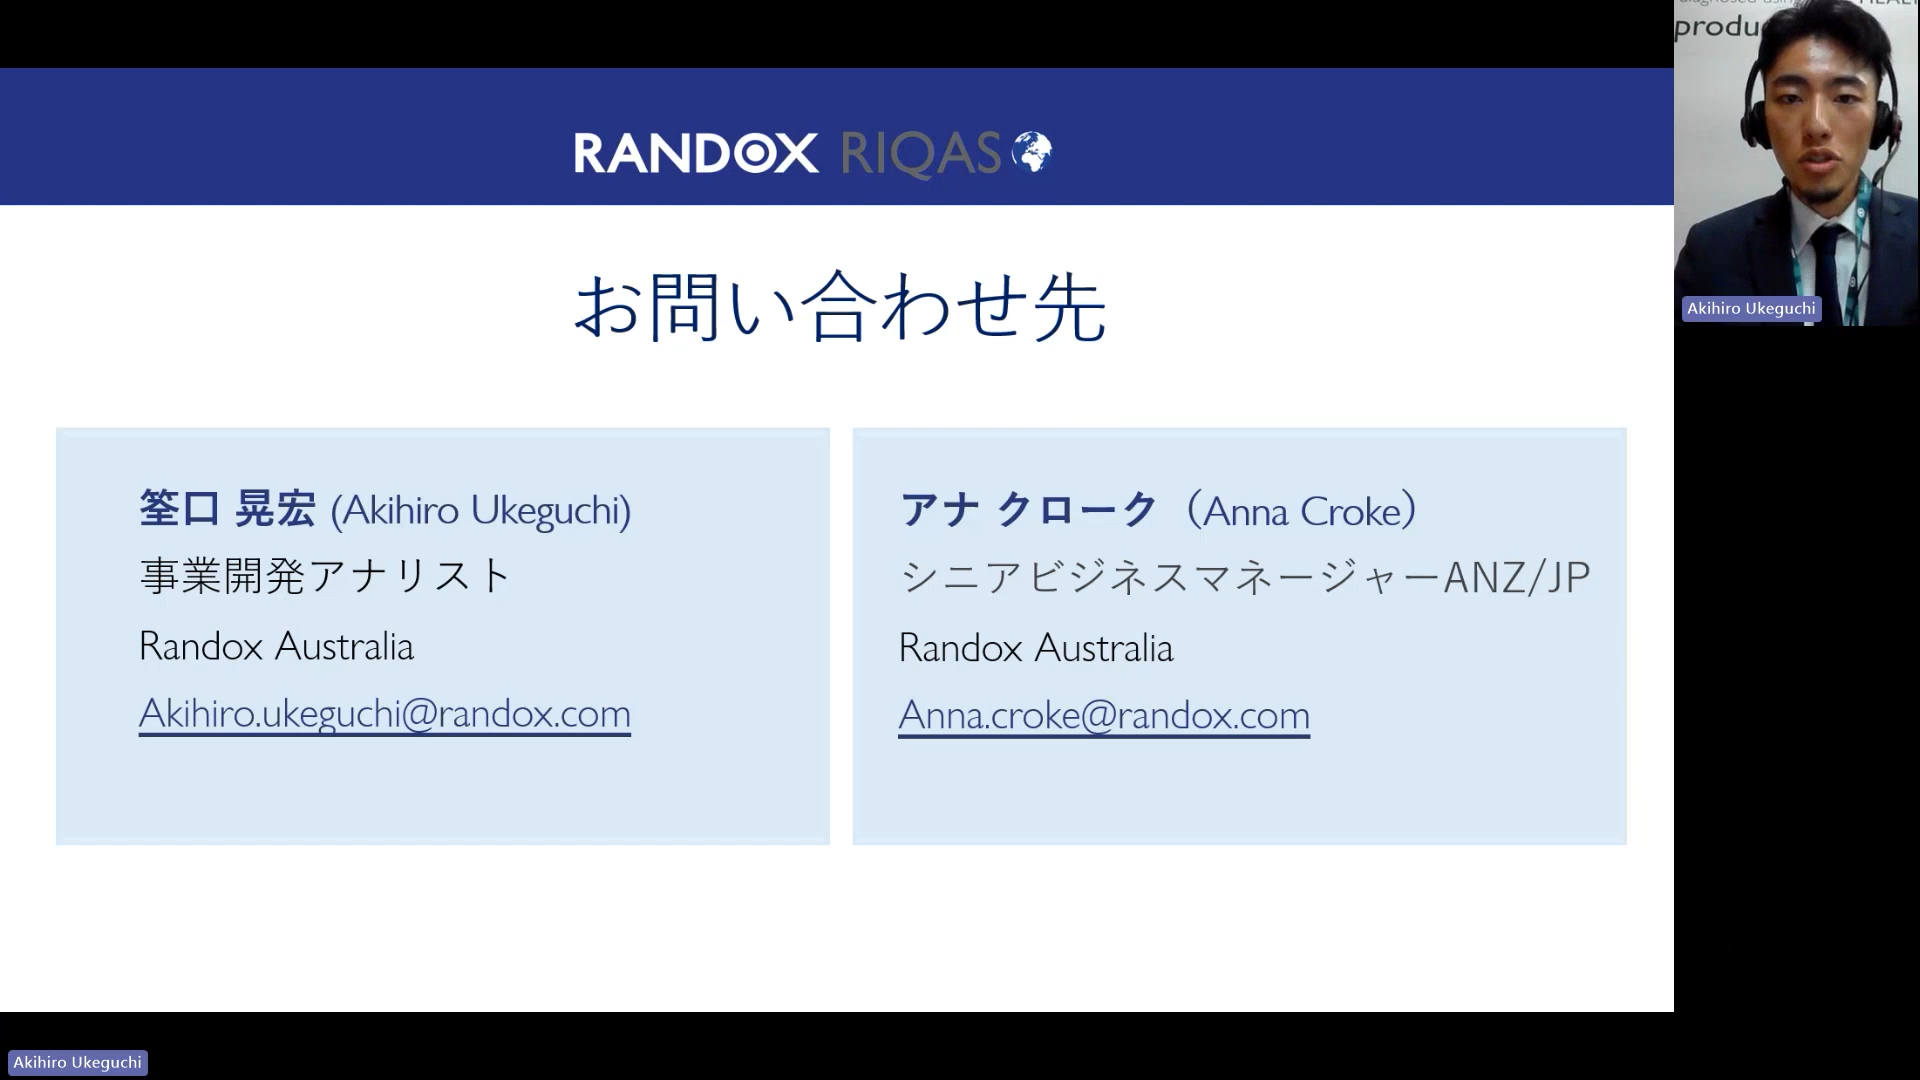 RANDOX RIQAS
お問い合わせ先
筌口 晃宏 (Akihiro Ukeguchi)
事業開発アナリスト
Randox Australia
Akihiro.ukeguchi@randox.com
アナ クローク（Anna Croke）
シニアビジネスマネージャーANZ/JP
Randox Australia
Anna.croke@randox.com
Akihiro Ukeguchi
Akihiro Ukeguchi